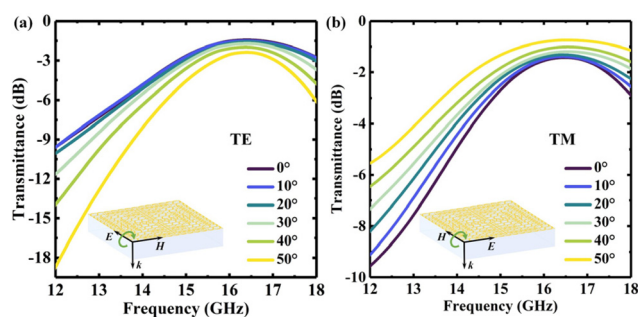 (a)
Transmittance (dB)
0
-3
-6
-9
-12
-15
-18
TE
0°
10°
20°
30°
40°
50°
E
H
k
12 13 14 15 16 17 18
Frequency (GHz)
(b)
Transmittance (dB)
0
-2
-4
-6
-8
-10
TM
0°
10°
20°
30°
40°
50°
H
E
k
12 13 14 15 16 17 18
Frequency (GHz)